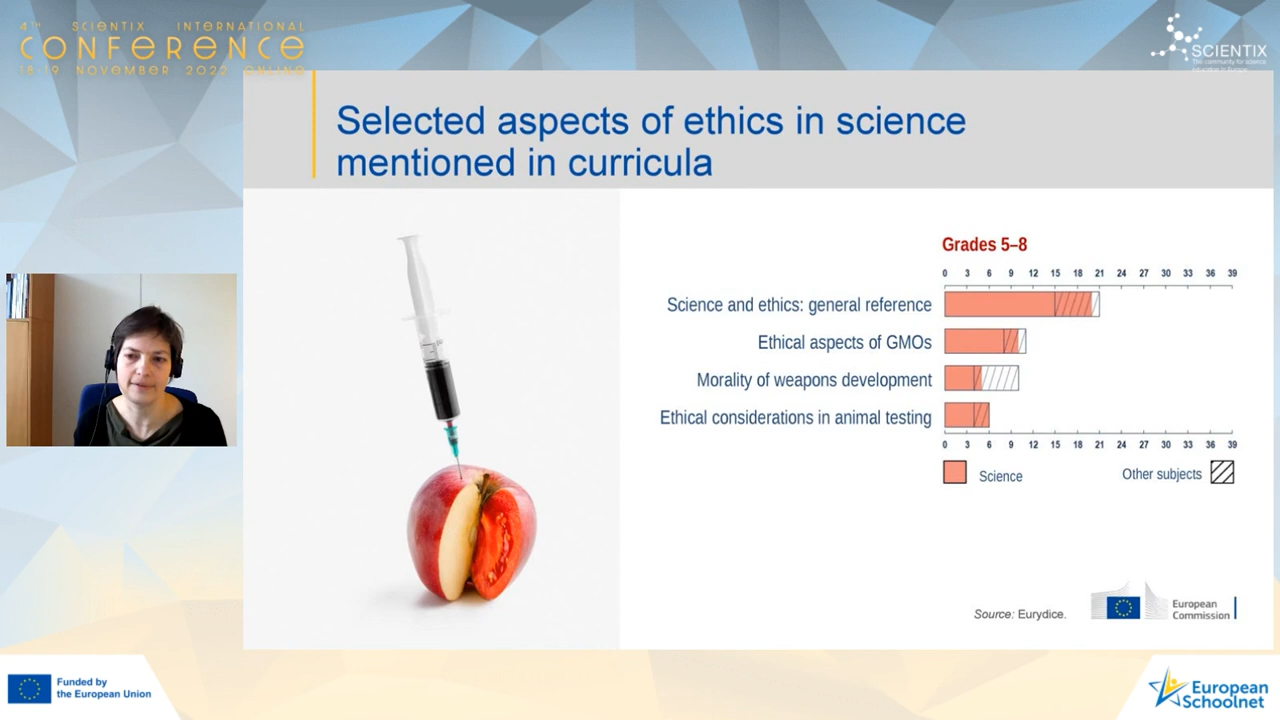 4TH SCIENTIX INTERNATIONAL
CONFERENCE
18-19 NOVEMBER 2022 ONLINE
SCIENTIX
The community for science
education in Europe
Selected aspects of ethics in science
mentioned in curricula
Grades 5–8
0 3 6 9 12 15 18 21 24 27 30 33 36 39
Science and ethics: general reference
Ethical aspects of GMOs
Morality of weapons development
Ethical considerations in animal testing
0 3 6 9 12 15 18 21 24 27 30 33 36 39
Science
Other subjects
Source: Eurydice.
European
Commission
Funded by
the European Union
European
Schoolnet